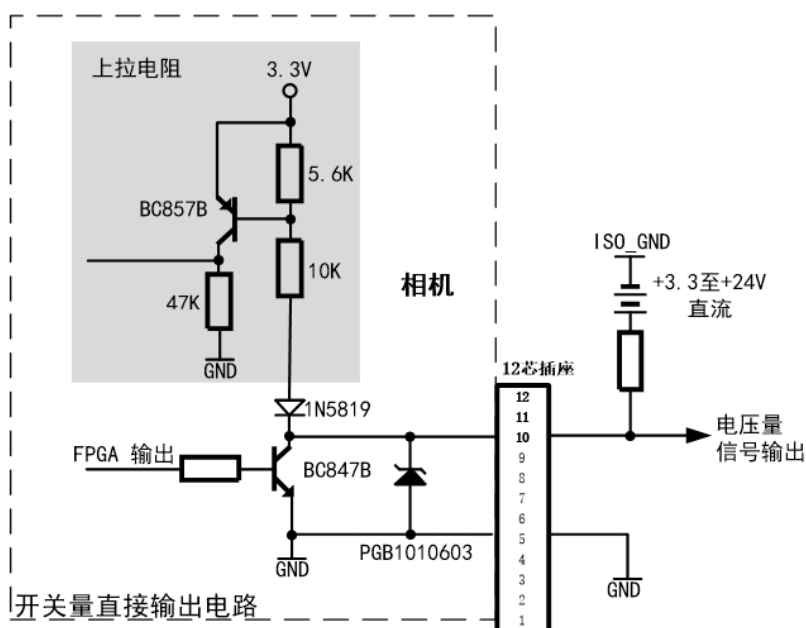 上拉电阻
3.3V
5.6K
BC857B
10K
47K
GND
相机
ISO_GND
+3.3至+24V
直流
12芯插座
12
11
10
9
8
7
6
5
4
3
2
1
1N5819
FPGA 输出
BC847B
PGB1010603
GND
电压量
信号输出
GND
开关量直接输出电路